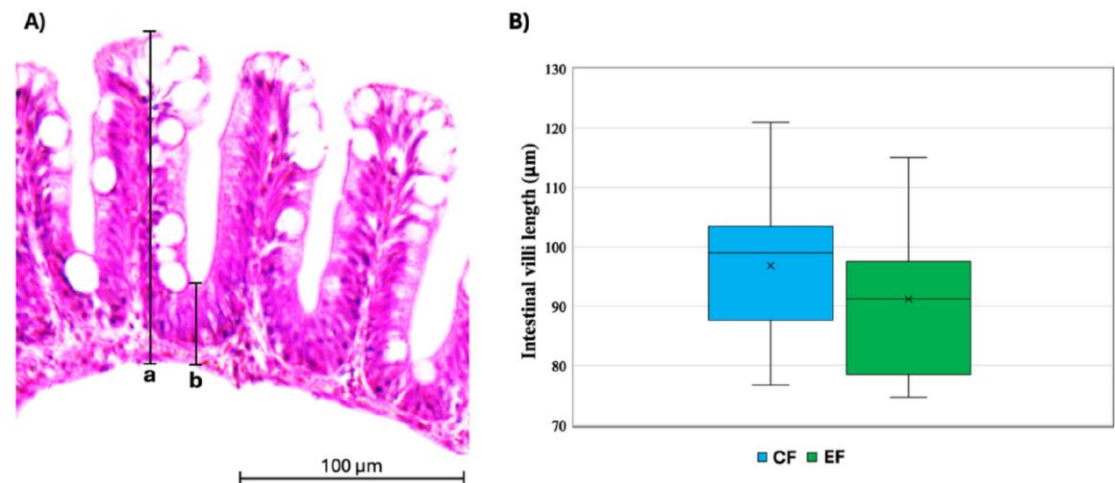 A)
a
b
100 µm
B)
Intestinal villi length (µm)
130
120
110
100
90
80
70
CF EF